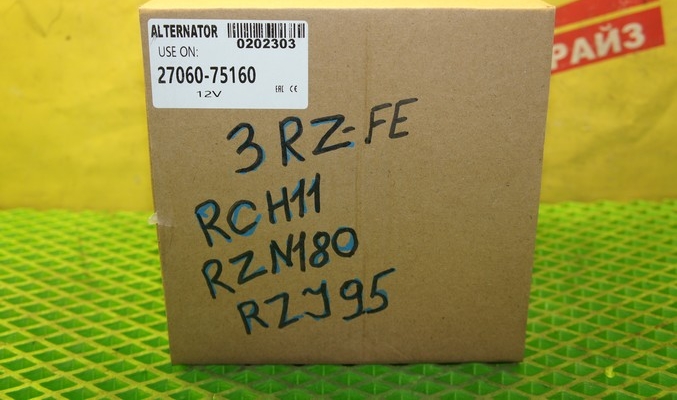 ALTERNATOR
0202303
USE ON:
27060-75160
12V
EAC CE
3RZ-FE
RCH11
RZN180
RZJ95
РАЙЗ